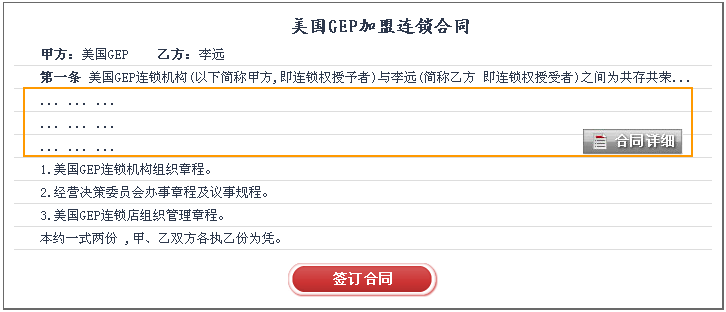 美国GEP加盟连锁合同
甲方：美国GEP 乙方：李远
第一条 美国GEP连锁机构(以下简称甲方,即连锁权授予者)与李远(简称乙方 即连锁权授受者)之间为共存共荣...
... ... ...
... ... ...
... ... ...
合同详细
1.美国GEP连锁机构组织章程。
2.经营决策委员会办事章程及议事规程。
3.美国GEP连锁店组织管理章程。
本约一式两份 ,甲、乙双方各执乙份为凭。
签订合同